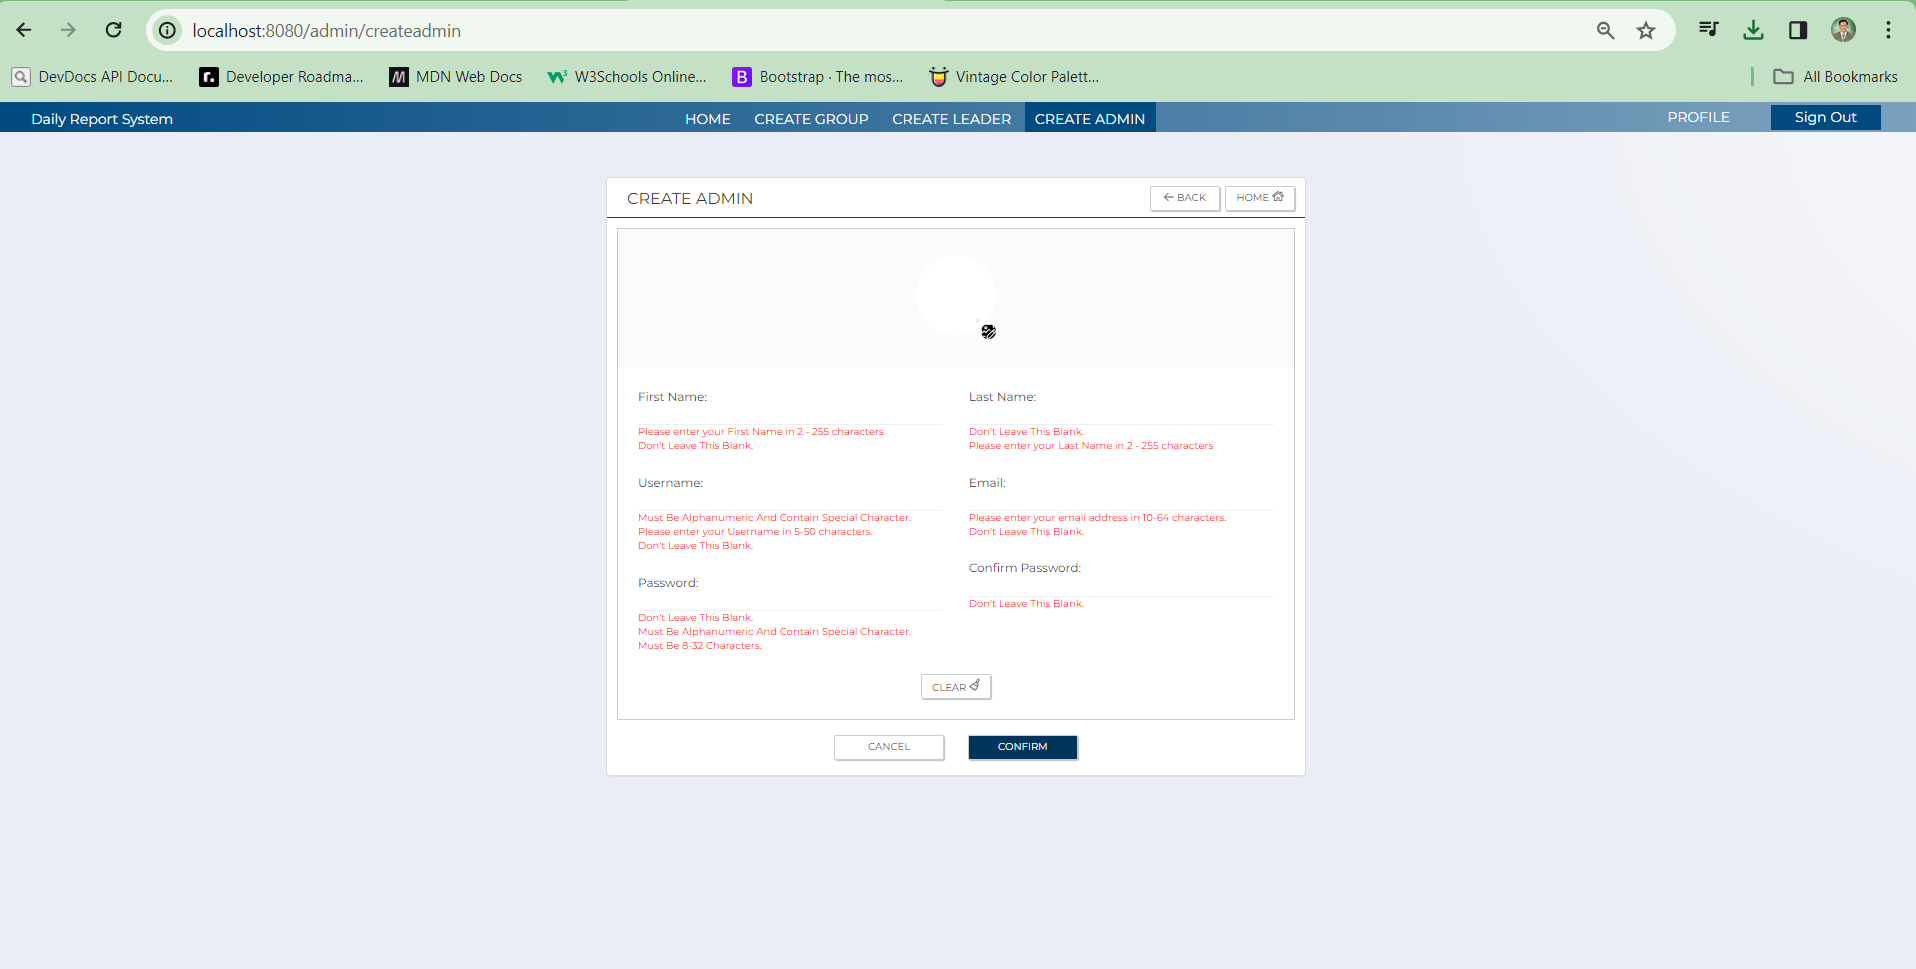 localhost:8080/admin/createadmin
DevDocs API Docu... Developer Roadma... MDN Web Docs W3Schools Online... Bootstrap · The mos... Vintage Color Palett... All Bookmarks
Daily Report System HOME CREATE GROUP CREATE LEADER CREATE ADMIN PROFILE Sign Out
CREATE ADMIN BACK HOME
First Name:
Please enter your First Name in 2 - 255 characters
Don't Leave This Blank.
Last Name:
Don't Leave This Blank.
Please enter your Last Name in 2 - 255 characters
Username:
Must Be Alphanumeric And Contain Special Character.
Please enter your Username in 5-50 characters.
Don't Leave This Blank.
Email:
Please enter your email address in 10-64 characters.
Don't Leave This Blank.
Password:
Don't Leave This Blank.
Must Be Alphanumeric And Contain Special Character.
Must Be 8-32 Characters.
Confirm Password:
Don't Leave This Blank.
CLEAR
CANCEL CONFIRM